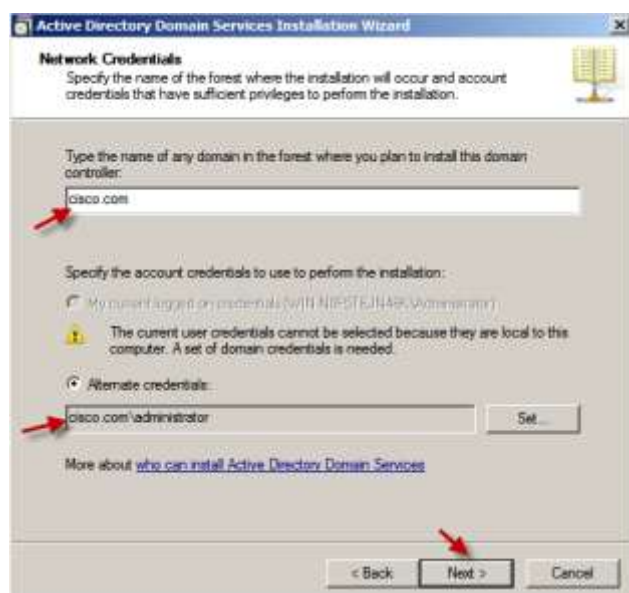 Active Directory Domain Services Installation Wizard
Network Credentials
Specify the name of the forest where the installation will occur and account
credentials that have sufficient privileges to perform the installation.
Type the name of any domain in the forest where you plan to install this domain
controller:
cisco.com
Specify the account credentials to use to perform the installation:
My current logged on credentials
The current user credentials cannot be selected because they are local to this
computer. A set of domain credentials is needed.
Alternate credentials:
cisco.com\administrator
Set...
More about who can install Active Directory Domain Services
< Back
Next >
Cancel